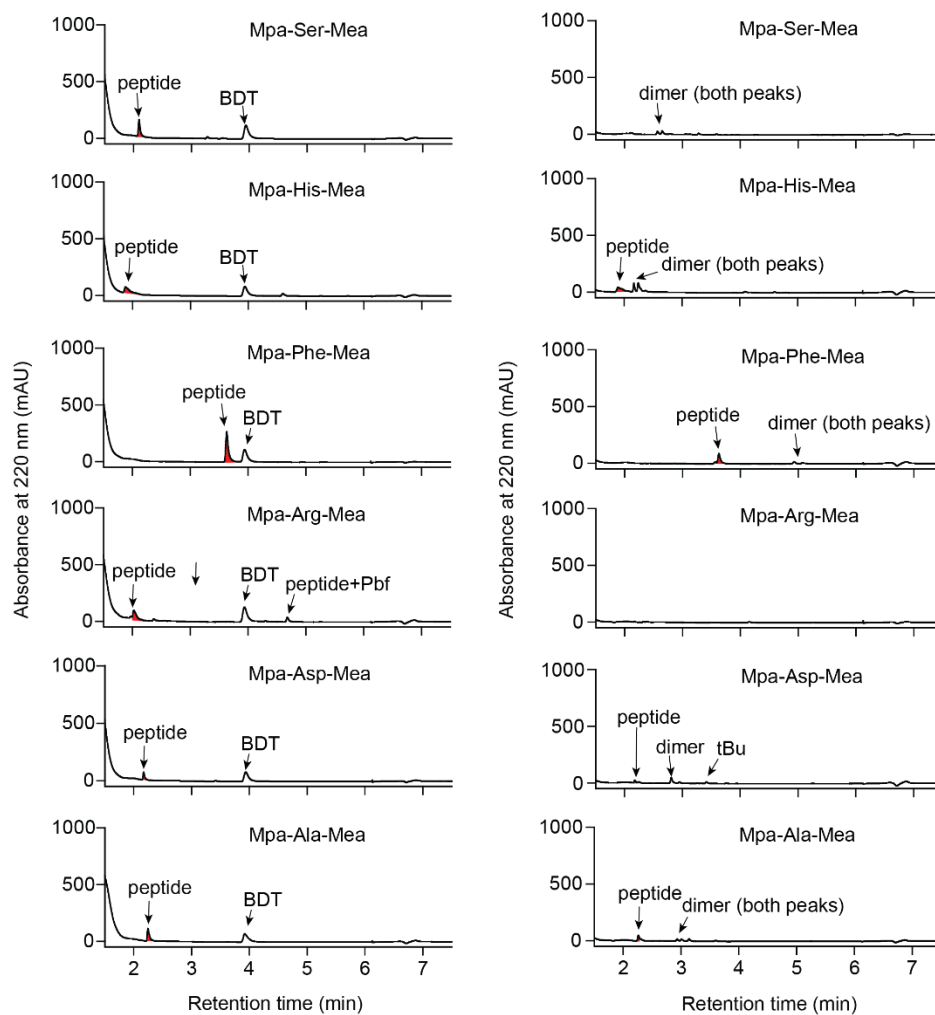 Absorbance at 220 nm (mAU)
Mpa-Ser-Mea
1000
500
0
peptide
BDT
Mpa-His-Mea
1000
500
0
peptide
BDT
Mpa-Phe-Mea
1000
500
0
peptide
BDT
Mpa-Arg-Mea
1000
500
0
peptide
BDT
peptide+Pbf
Mpa-Asp-Mea
1000
500
0
peptide
BDT
Mpa-Ala-Mea
1000
500
0
peptide
BDT
2 3 4 5 6 7
Retention time (min)
Absorbance at 220 nm (mAU)
Mpa-Ser-Mea
1000
500
0
dimer (both peaks)
Mpa-His-Mea
1000
500
0
peptide
dimer (both peaks)
Mpa-Phe-Mea
1000
500
0
peptide
dimer (both peaks)
Mpa-Arg-Mea
1000
500
0
Mpa-Asp-Mea
1000
500
0
peptide
dimer
tBu
Mpa-Ala-Mea
1000
500
0
peptide
dimer (both peaks)
2 3 4 5 6 7
Retention time (min)